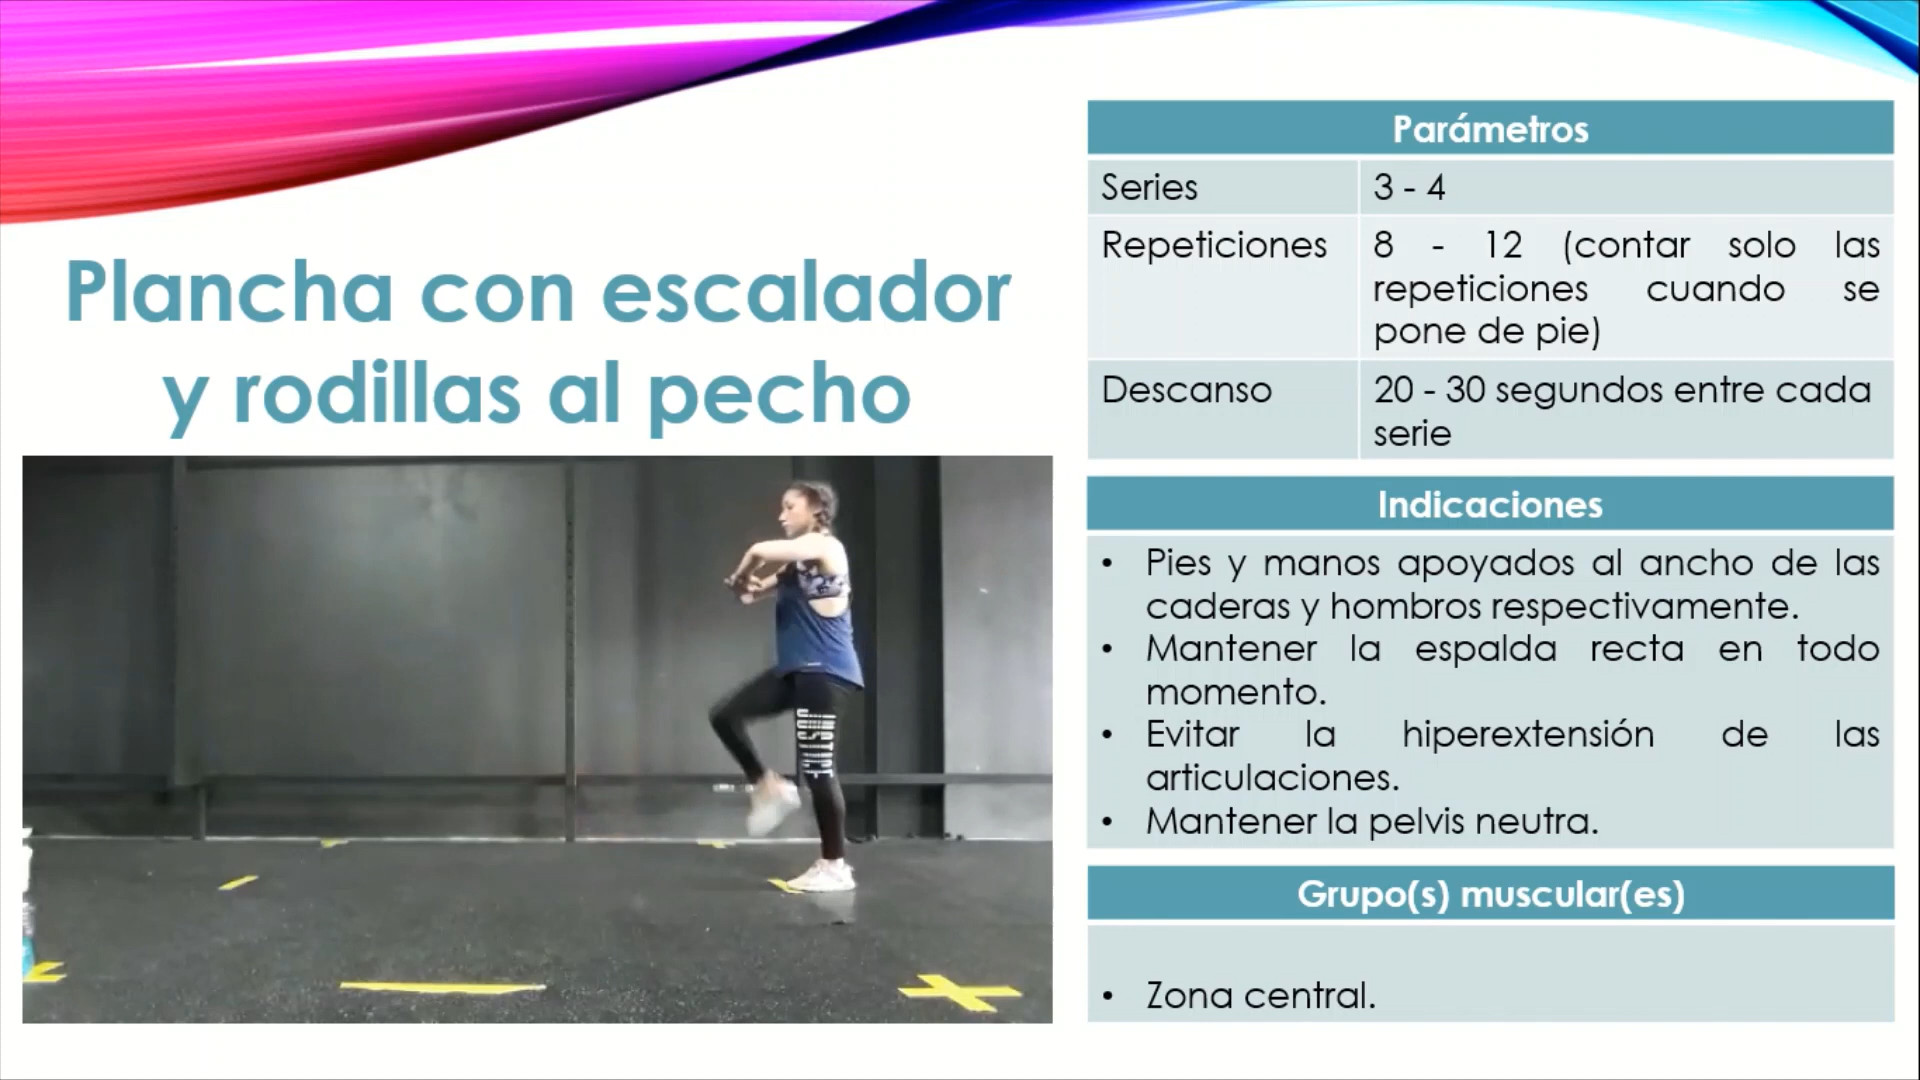 Plancha con escalador
y rodillas al pecho
Parámetros
Series 3 - 4
Repeticiones 8 - 12 (contar solo las
repeticiones cuando se
pone de pie)
Descanso 20 - 30 segundos entre cada
serie
Indicaciones
• Pies y manos apoyados al ancho de las
caderas y hombros respectivamente.
• Mantener la espalda recta en todo
momento.
• Evitar la hiperextensión de las
articulaciones.
• Mantener la pelvis neutra.
Grupo(s) muscular(es)
• Zona central.